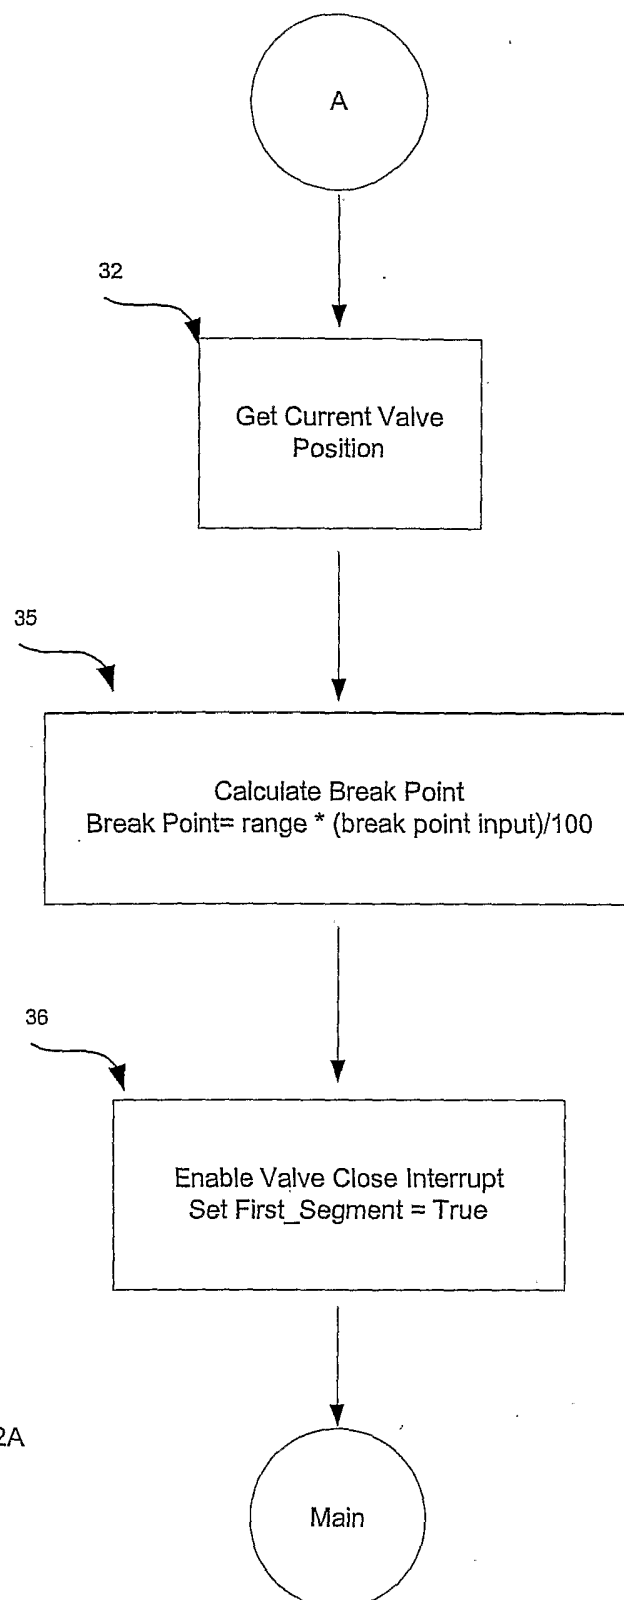 A
32
Get Current Valve
Position
35
Calculate Break Point
Break Point= range * (break point input)/100
36
Enable Valve Close Interrupt
Set First_Segment = True
2A
Main